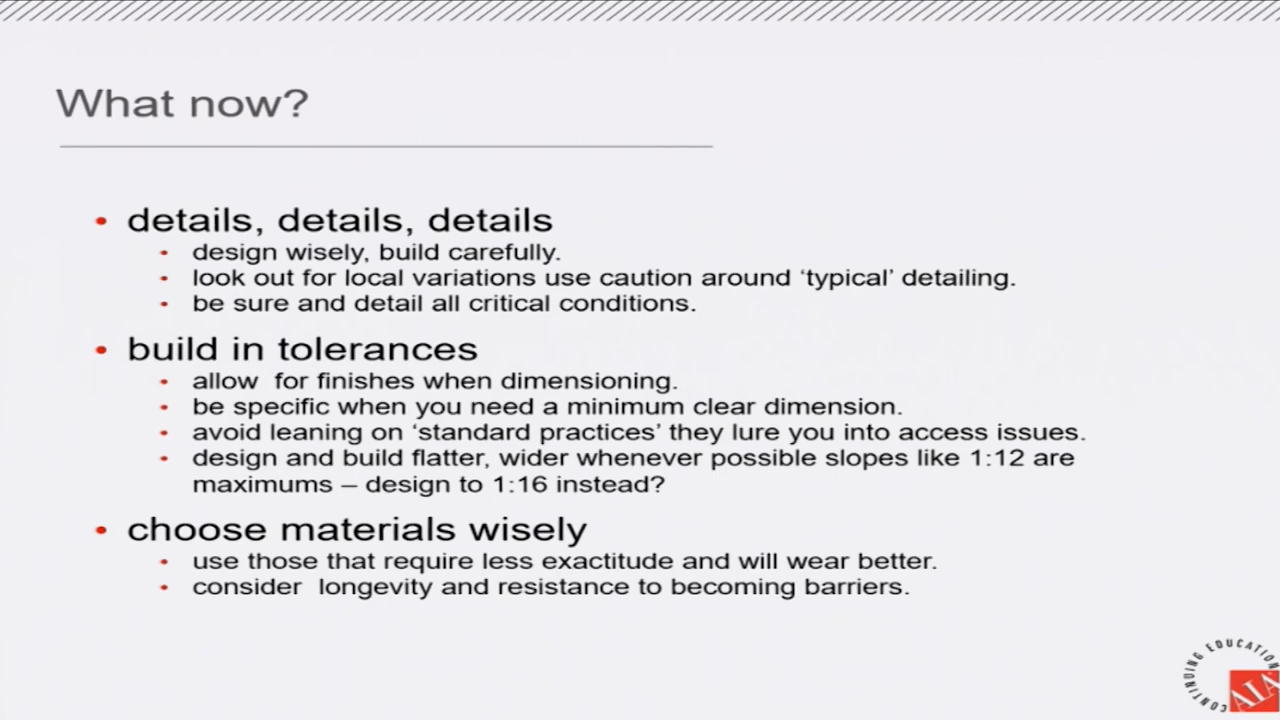 What now?
• details, details, details
• design wisely, build carefully.
• look out for local variations use caution around ‘typical’ detailing.
• be sure and detail all critical conditions.
• build in tolerances
• allow  for finishes when dimensioning.
• be specific when you need a minimum clear dimension.
• avoid leaning on ‘standard practices’ they lure you into access issues.
• design and build flatter, wider whenever possible slopes like 1:12 are
maximums – design to 1:16 instead?
• choose materials wisely
• use those that require less exactitude and will wear better.
• consider  longevity and resistance to becoming barriers.
CONTINUING EDUCATION
AIA